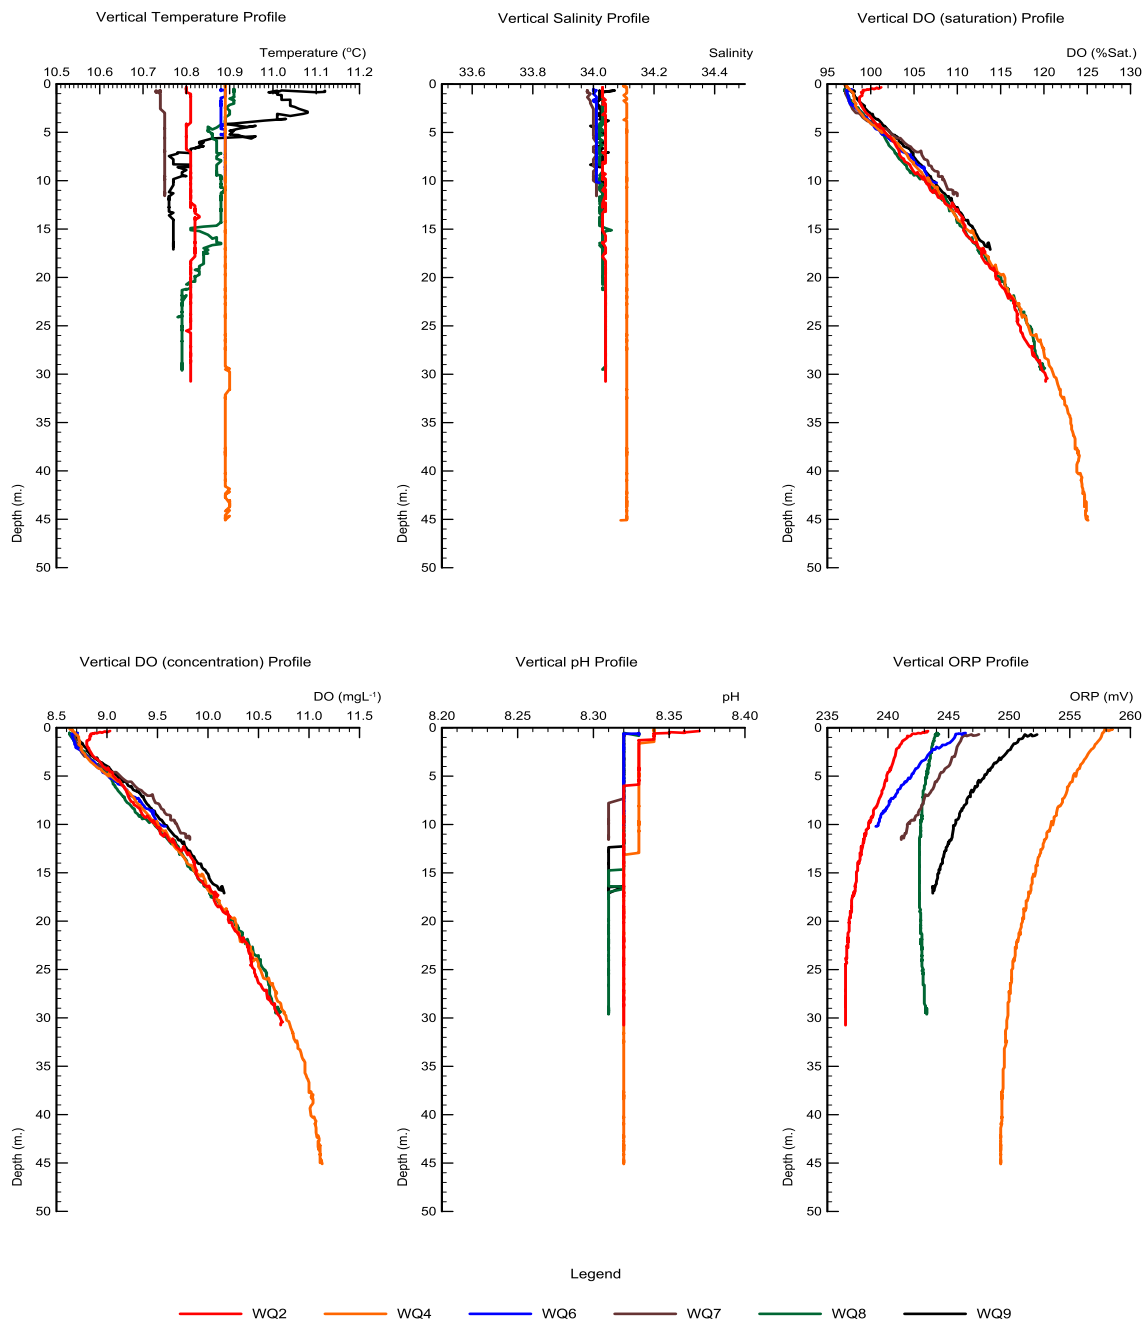 Vertical Temperature Profile
Temperature (ºC)
10.5 10.6 10.7 10.8 10.9 11.0 11.1 11.2
0
5
10
15
20
25
30
35
40
45
50
Depth (m.)
Vertical Salinity Profile
Salinity
33.6 33.8 34.0 34.2 34.4
0
5
10
15
20
25
30
35
40
45
50
Depth (m.)
Vertical DO (saturation) Profile
DO (%Sat.)
95 100 105 110 115 120 125 130
0
5
10
15
20
25
30
35
40
45
50
Depth (m.)
Vertical DO (concentration) Profile
DO (mgL⁻¹)
8.5 9.0 9.5 10.0 10.5 11.0 11.5
0
5
10
15
20
25
30
35
40
45
50
Depth (m.)
Vertical pH Profile
pH
8.20 8.25 8.30 8.35 8.40
0
5
10
15
20
25
30
35
40
45
50
Depth (m.)
Vertical ORP Profile
ORP (mV)
235 240 245 250 255 260
0
5
10
15
20
25
30
35
40
45
50
Depth (m.)
Legend
WQ2 WQ4 WQ6 WQ7 WQ8 WQ9